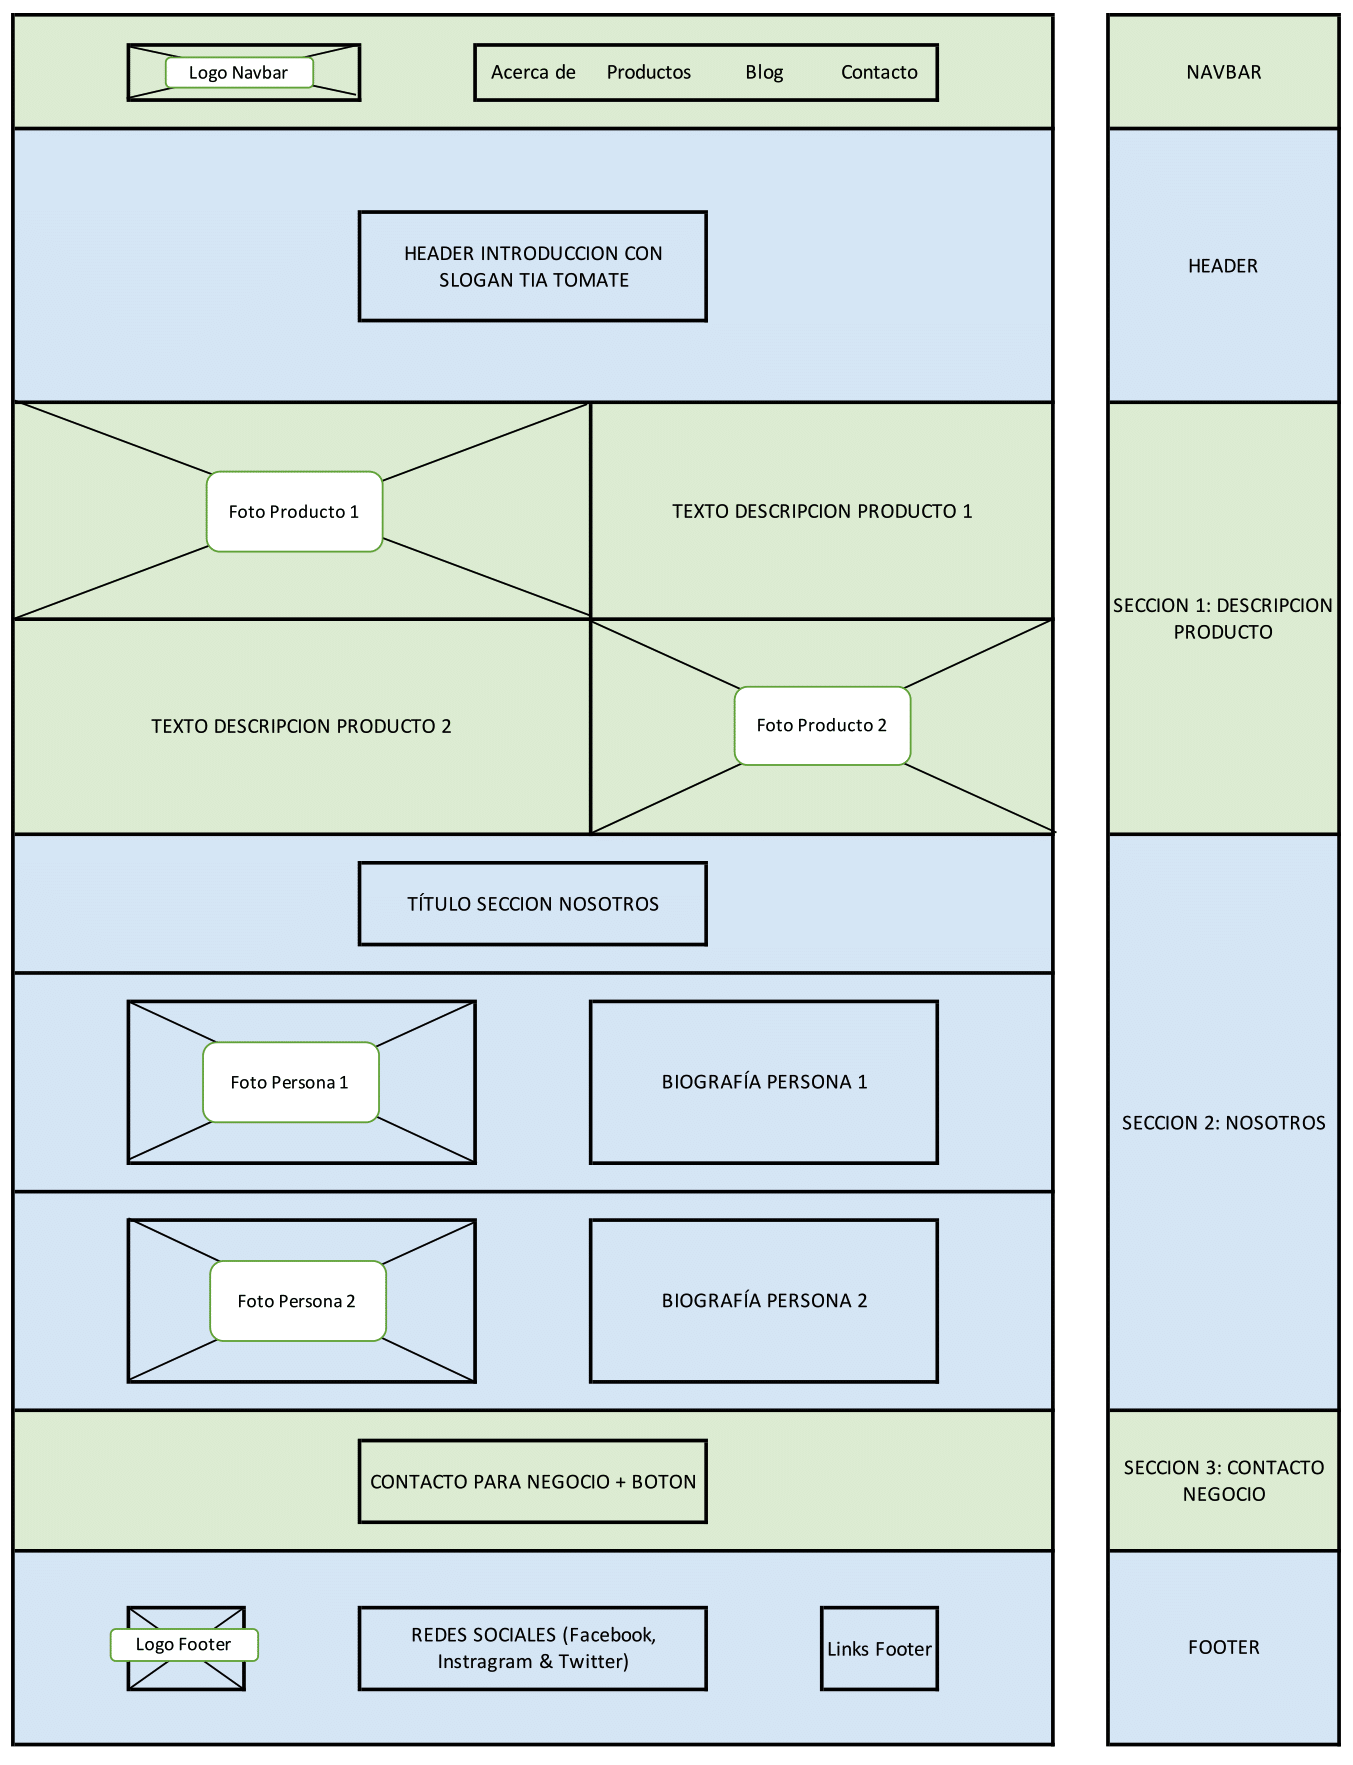 Logo Navbar
Acerca de Productos Blog Contacto
NAVBAR
HEADER INTRODUCCION CON
SLOGAN TIA TOMATE
HEADER
Foto Producto 1
TEXTO DESCRIPCION PRODUCTO 1
SECCION 1: DESCRIPCION
PRODUCTO
TEXTO DESCRIPCION PRODUCTO 2
Foto Producto 2
TÍTULO SECCION NOSOTROS
Foto Persona 1
BIOGRAFÍA PERSONA 1
SECCION 2: NOSOTROS
Foto Persona 2
BIOGRAFÍA PERSONA 2
CONTACTO PARA NEGOCIO + BOTON
SECCION 3: CONTACTO
NEGOCIO
Logo Footer
REDES SOCIALES (Facebook,
Instragram & Twitter)
Links Footer
FOOTER